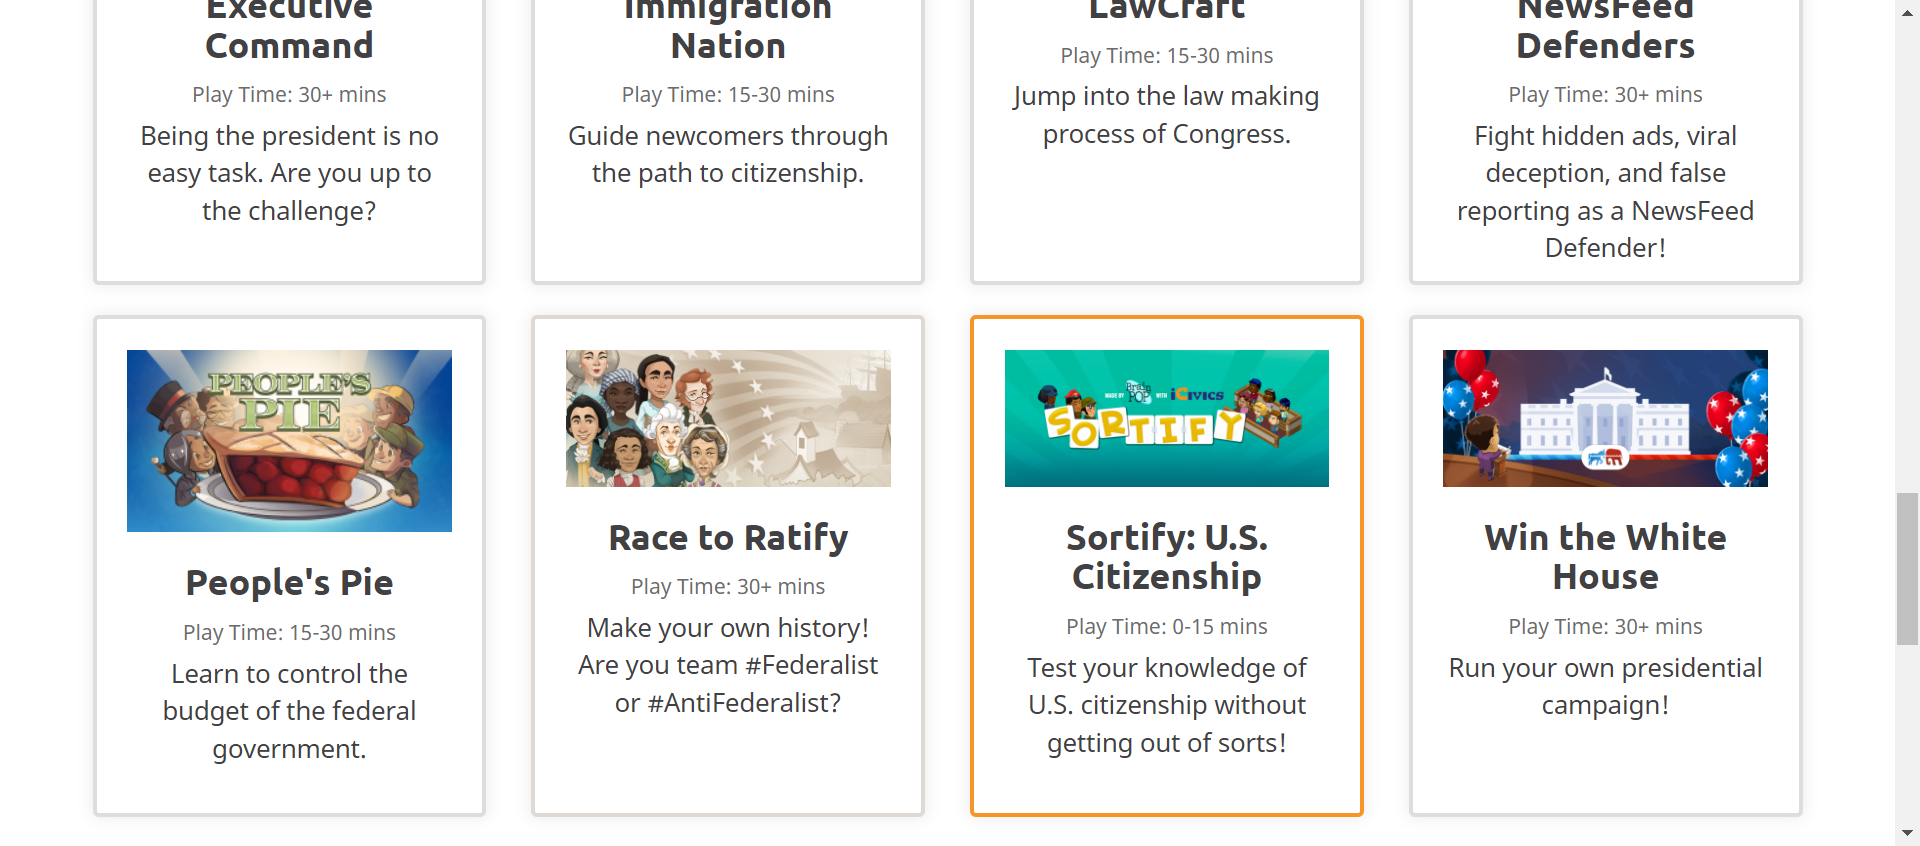 Executive
Command
Play Time: 30+ mins
Being the president is no
easy task. Are you up to
the challenge?
Immigration
Nation
Play Time: 15-30 mins
Guide newcomers through
the path to citizenship.
LawCraft
Play Time: 15-30 mins
Jump into the law making
process of Congress.
NewsFeed
Defenders
Play Time: 30+ mins
Fight hidden ads, viral
deception, and false
reporting as a NewsFeed
Defender!
PEOPLE'S
PIE
People's Pie
Play Time: 15-30 mins
Learn to control the
budget of the federal
government.
Race to Ratify
Play Time: 30+ mins
Make your own history!
Are you team #Federalist
or #AntiFederalist?
MADE BY Brain POP WITH iCivics
SORTIFY
Sortify: U.S.
Citizenship
Play Time: 0-15 mins
Test your knowledge of
U.S. citizenship without
getting out of sorts!
Win the White
House
Play Time: 30+ mins
Run your own presidential
campaign!